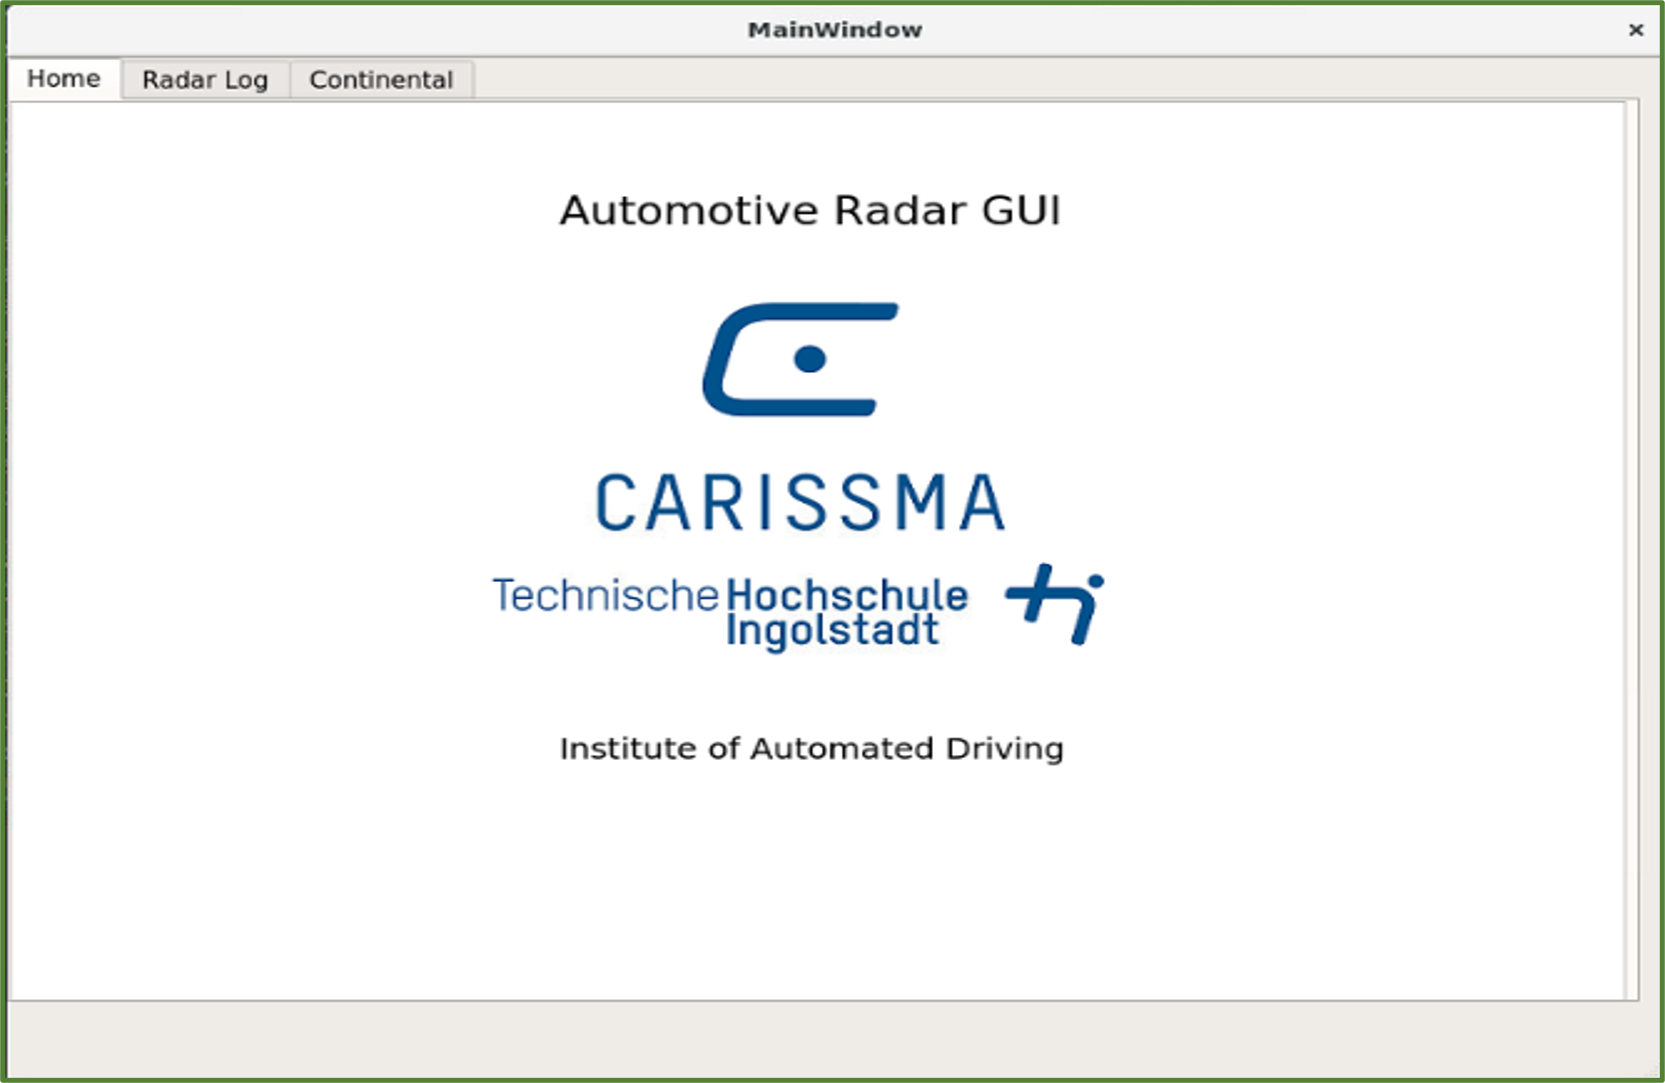 MainWindow
Home
Radar Log
Continental
Automotive Radar GUI
CARISSMA
Technische Hochschule
Ingolstadt
Institute of Automated Driving